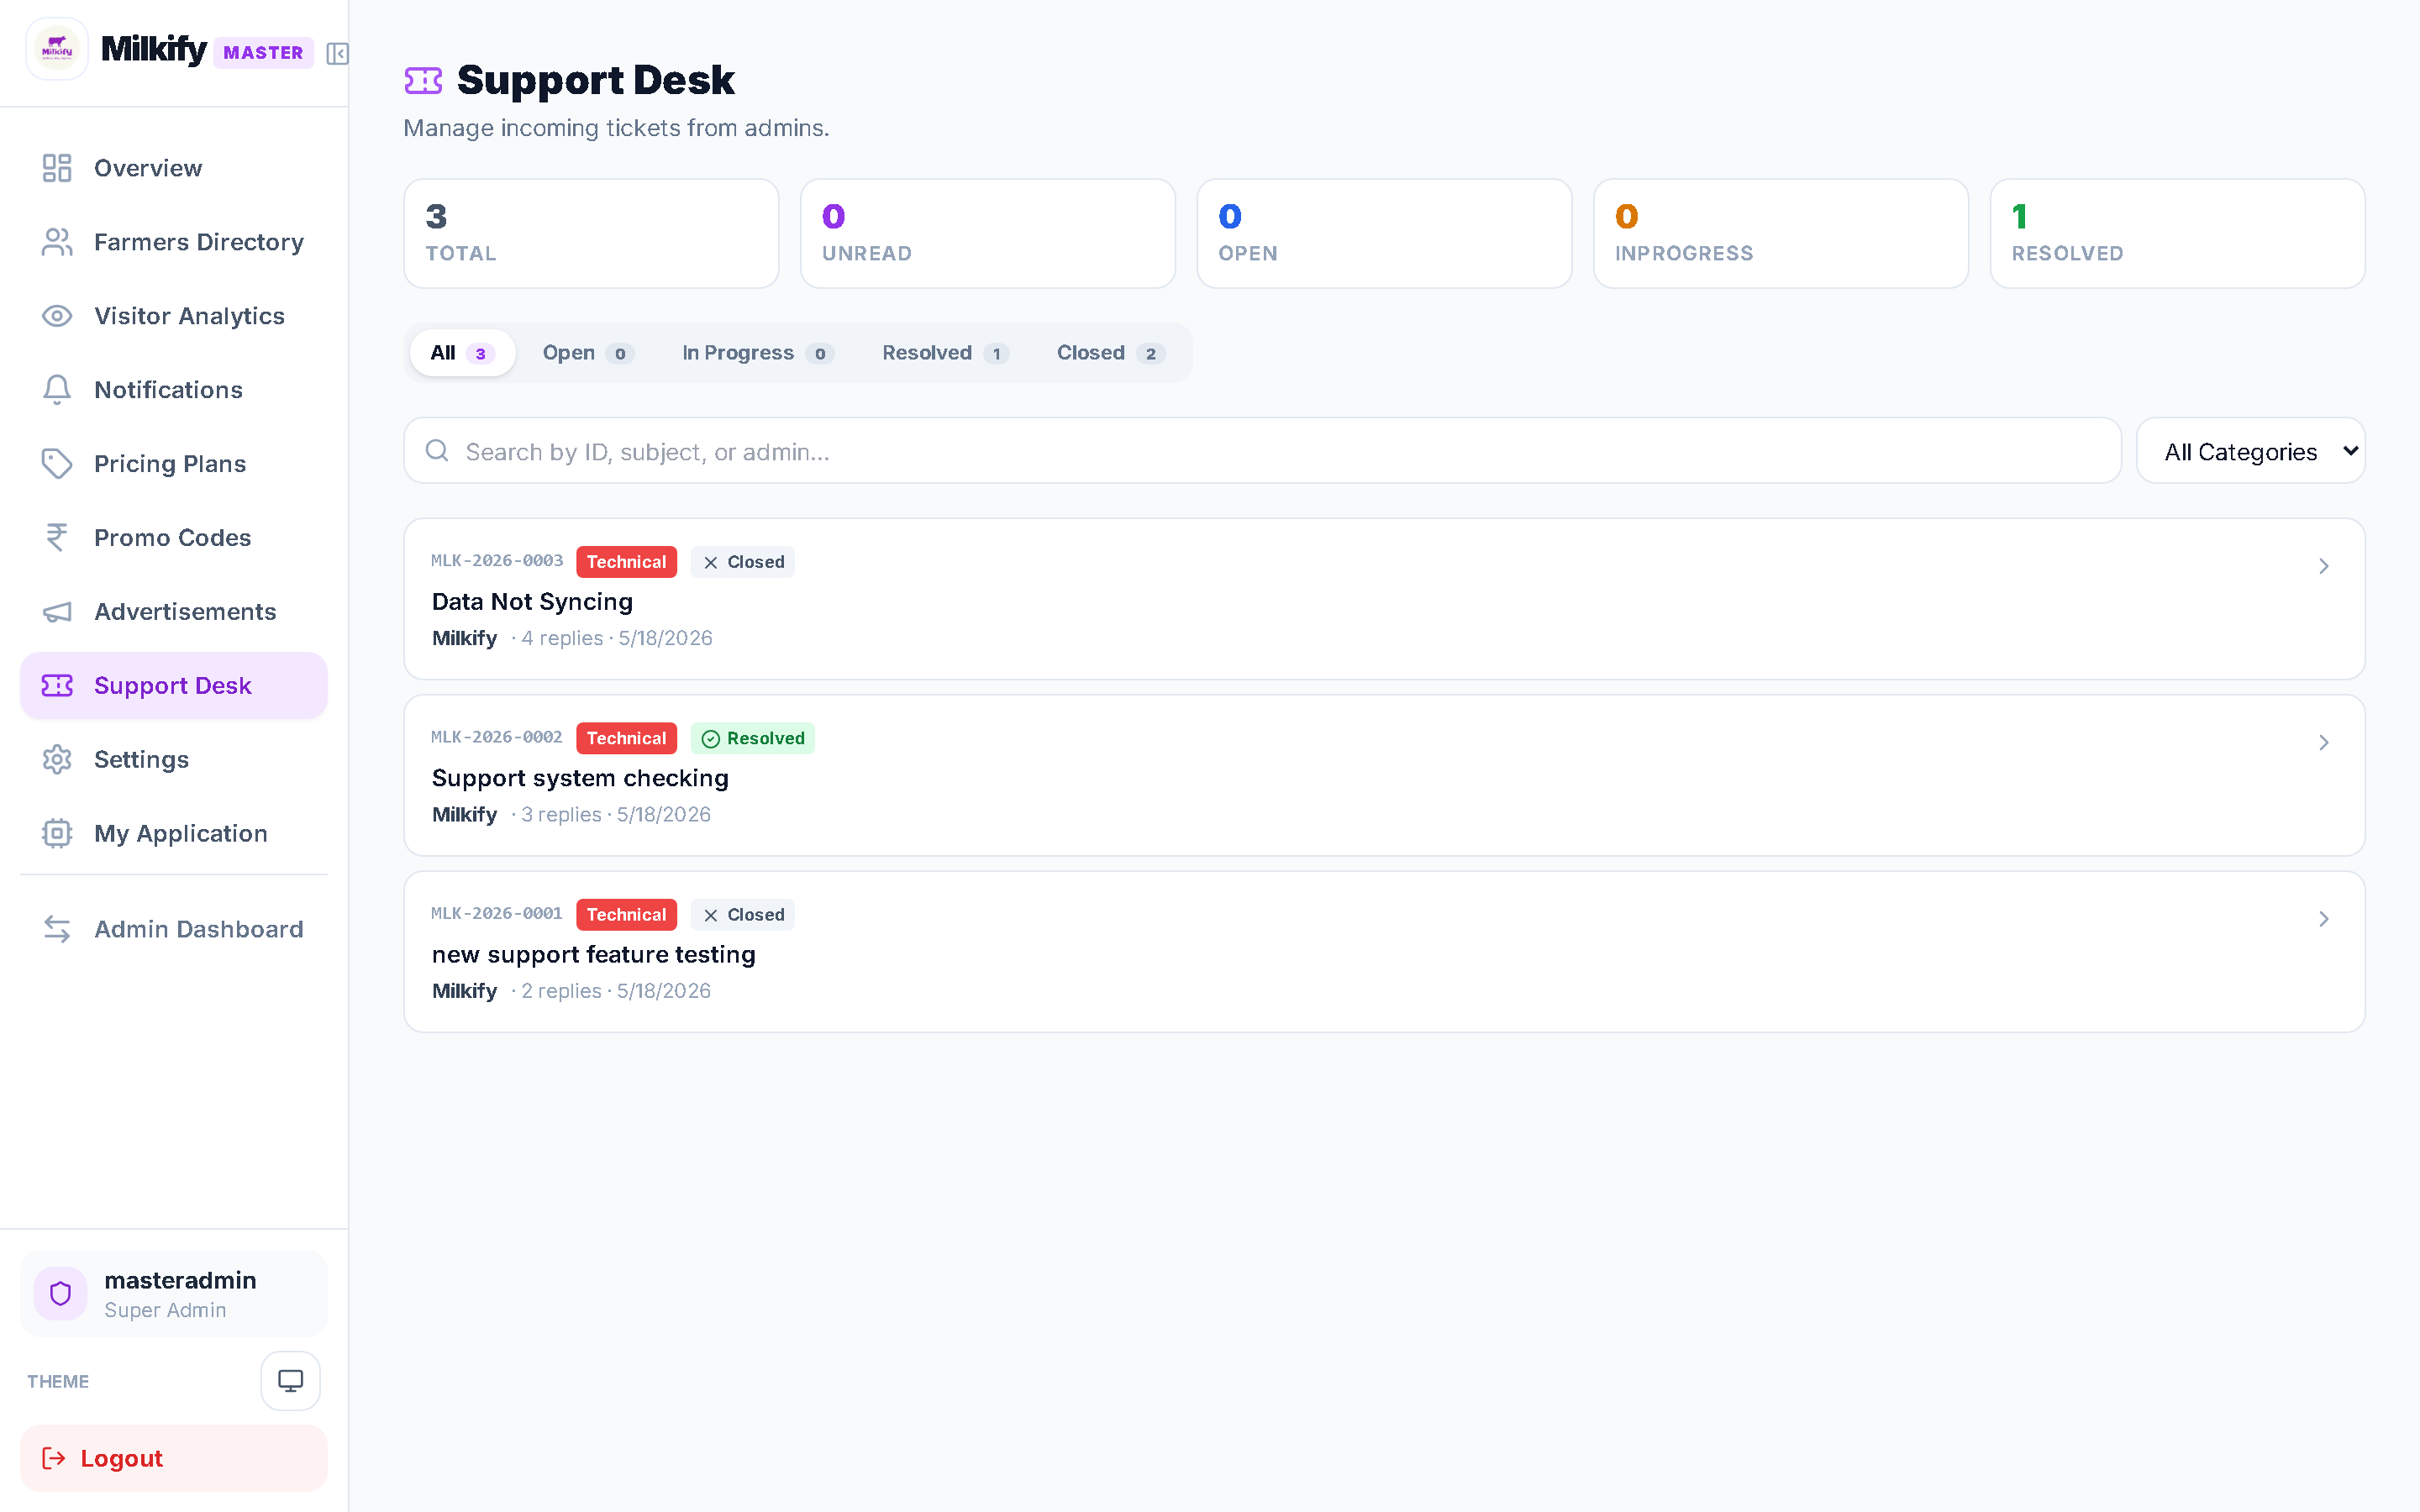 Milkify
Milkify MASTER
Overview
Farmers Directory
Visitor Analytics
Notifications
Pricing Plans
Promo Codes
Advertisements
Support Desk
Settings
My Application
Admin Dashboard
masteradmin
Super Admin
THEME
Logout
Support Desk
Manage incoming tickets from admins.
3
TOTAL
0
UNREAD
0
OPEN
0
INPROGRESS
1
RESOLVED
All 3 Open 0 In Progress 0 Resolved 1 Closed 2
Search by ID, subject, or admin...
All Categories
MLK-2026-0003 Technical Closed
Data Not Syncing
Milkify · 4 replies · 5/18/2026
MLK-2026-0002 Technical Resolved
Support system checking
Milkify · 3 replies · 5/18/2026
MLK-2026-0001 Technical Closed
new support feature testing
Milkify · 2 replies · 5/18/2026